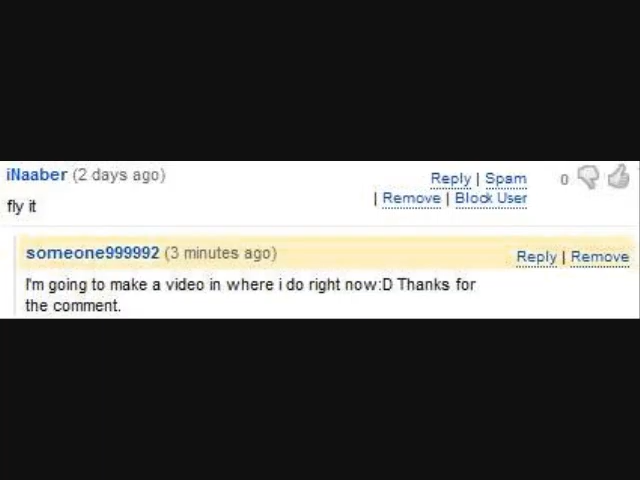 iNaaber (2 days ago)
Reply | Spam
0
| Remove | Block User
fly it
someone999992 (3 minutes ago)
Reply | Remove
I'm going to make a video in where i do right now:D Thanks for
the comment.